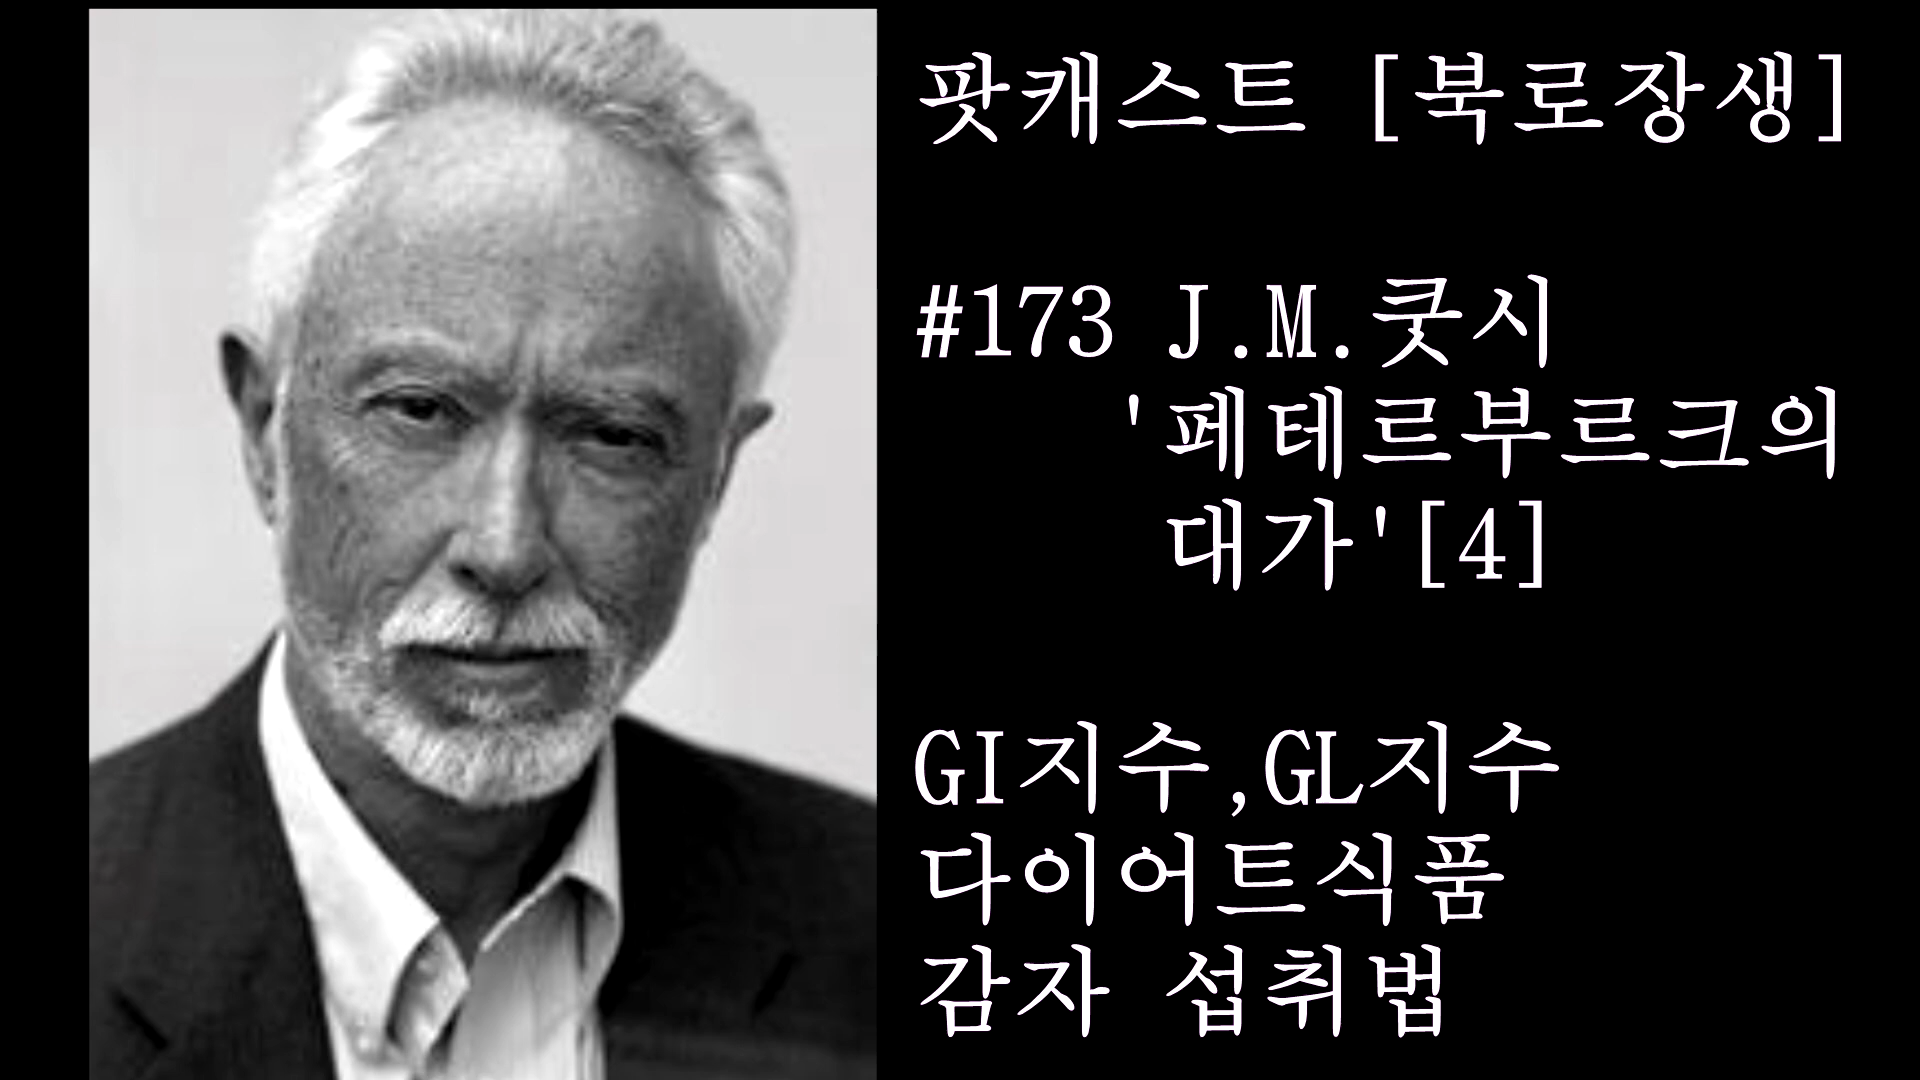 팟캐스트 [북로장생]
#173 J.M.쿳시
'페테르부르크의
대가'[4]
GI지수,GL지수
다이어트식품
감자 섭취법